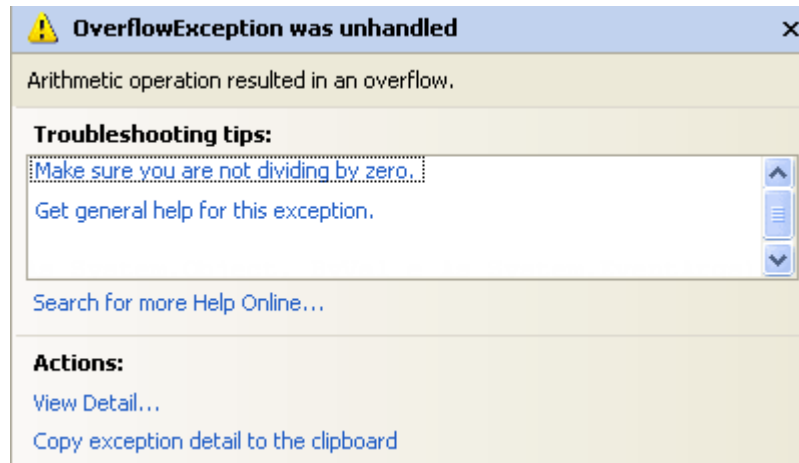 OverflowException was unhandled
Arithmetic operation resulted in an overflow.
Troubleshooting tips:
Make sure you are not dividing by zero.
Get general help for this exception.
Search for more Help Online...
Actions:
View Detail...
Copy exception detail to the clipboard